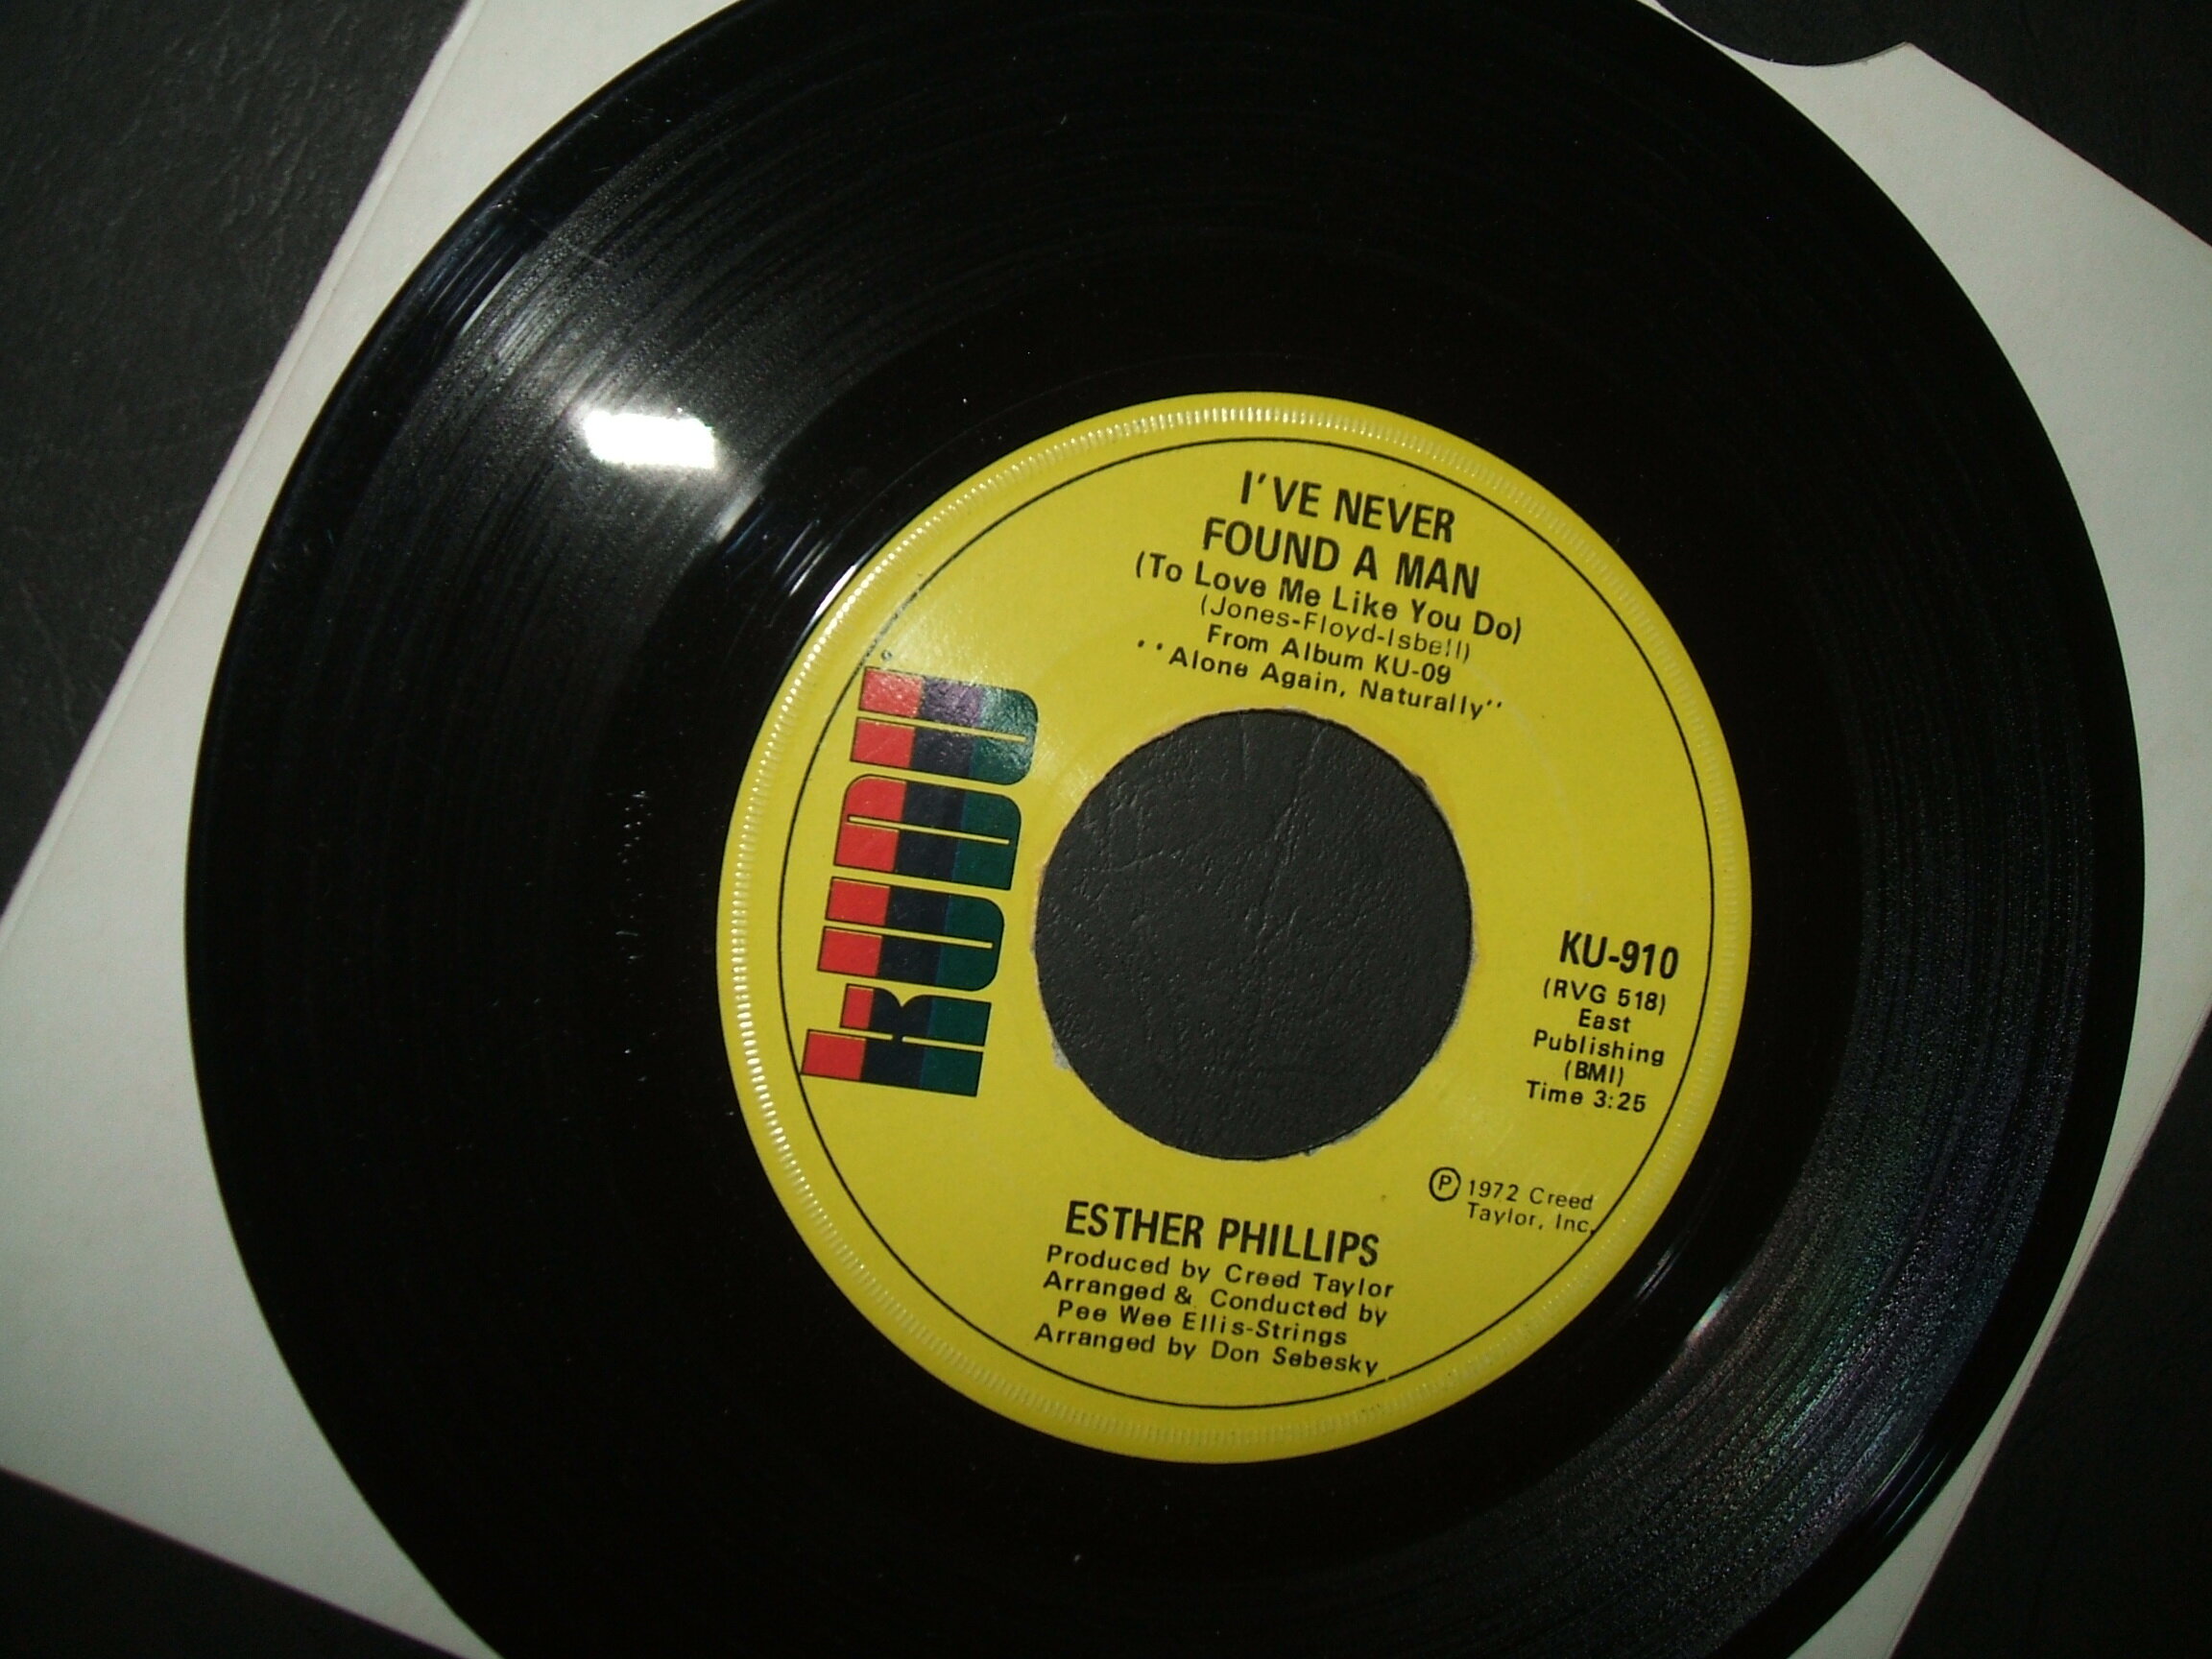 I'VE NEVER
FOUND A MAN
(To Love Me Like You Do)
(Jones-Floyd-Isbell)
From Album KU-09
''Alone Again, Naturally''
KUDU
KU-910
(RVG 518)
East
Publishing
(BMI)
Time 3:25
Ⓟ 1972 Creed
Taylor, Inc.
ESTHER PHILLIPS
Produced by Creed Taylor
Arranged & Conducted by
Pee Wee Ellis-Strings
Arranged by Don Sebesky